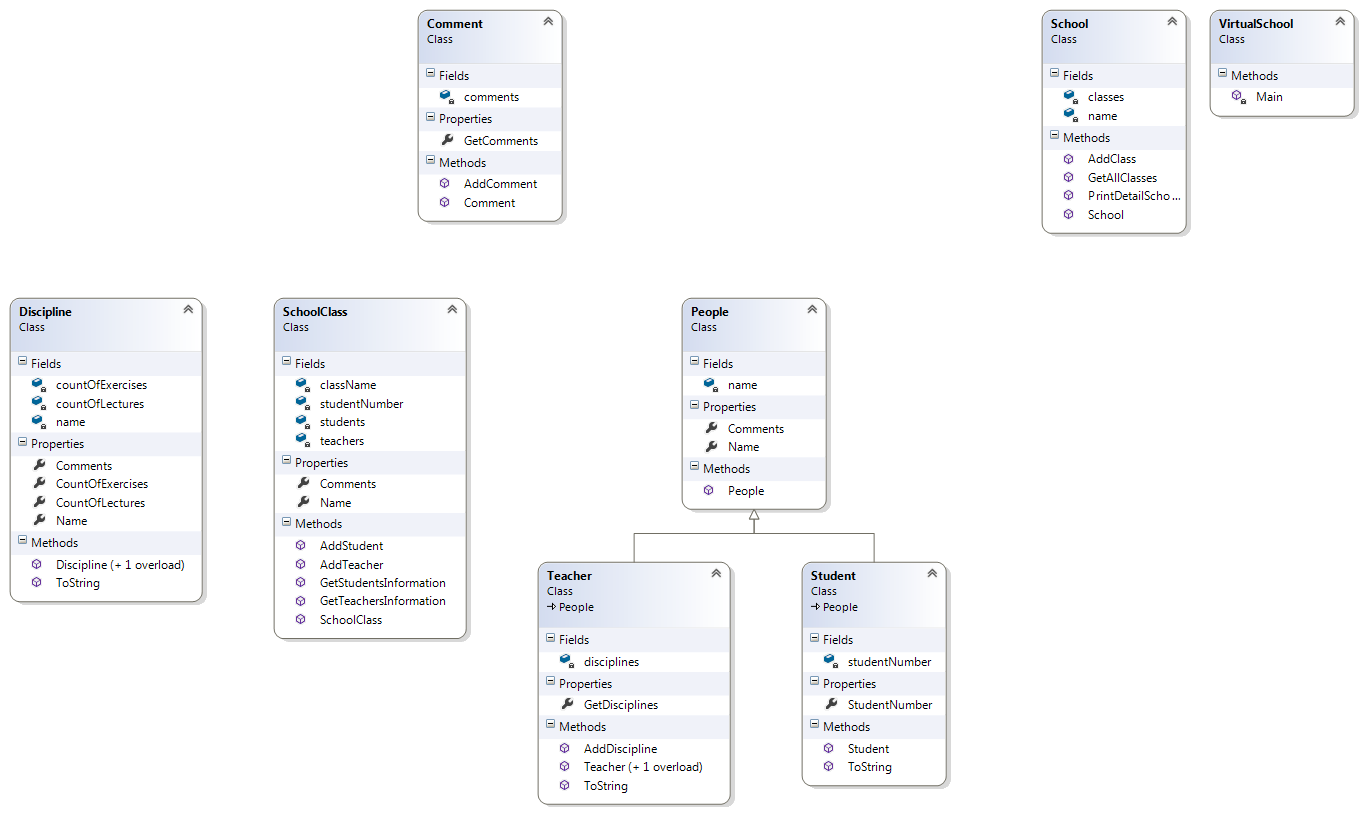 Comment
Class
Fields
comments
Properties
GetComments
Methods
AddComment
Comment
School
Class
Fields
classes
name
Methods
AddClass
GetAllClasses
PrintDetailScho ...
School
VirtualSchool
Class
Methods
Main
Discipline
Class
Fields
countOfExercises
countOfLectures
name
Properties
Comments
CountOfExercises
CountOfLectures
Name
Methods
Discipline (+ 1 overload)
ToString
SchoolClass
Class
Fields
className
studentNumber
students
teachers
Properties
Comments
Name
Methods
AddStudent
AddTeacher
GetStudentsInformation
GetTeachersInformation
SchoolClass
People
Class
Fields
name
Properties
Comments
Name
Methods
People
Teacher
Class
People
Fields
disciplines
Properties
GetDisciplines
Methods
AddDiscipline
Teacher (+ 1 overload)
ToString
Student
Class
People
Fields
studentNumber
Properties
StudentNumber
Methods
Student
ToString